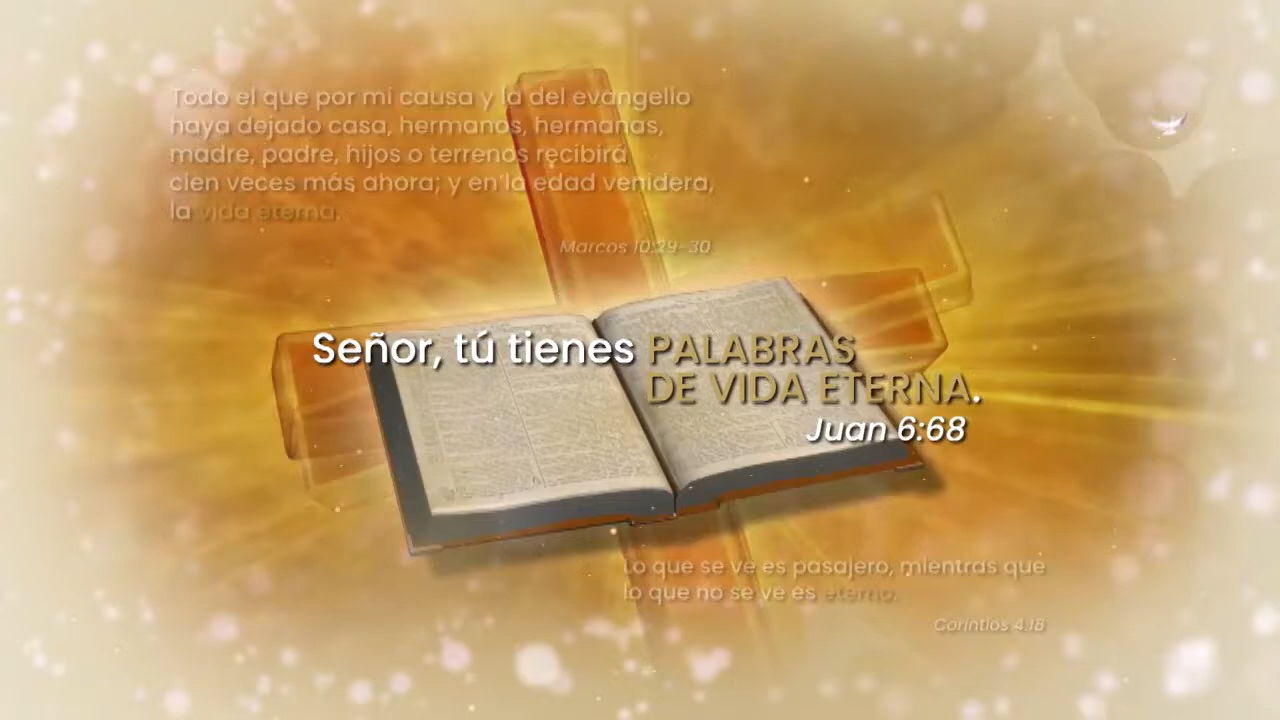 Todo el que por mi causa y la del evangelio
haya dejado casa, hermanos, hermanas,
madre, padre, hijos o terrenos recibirá
cien veces más ahora; y en la edad venidera,
la vida eterna.
Marcos 10:29-30
Señor, tú tienes PALABRAS
DE VIDA ETERNA.
Juan 6:68
Lo que se ve es pasajero, mientras que
lo que no se ve es eterno.
Corintios 4:18